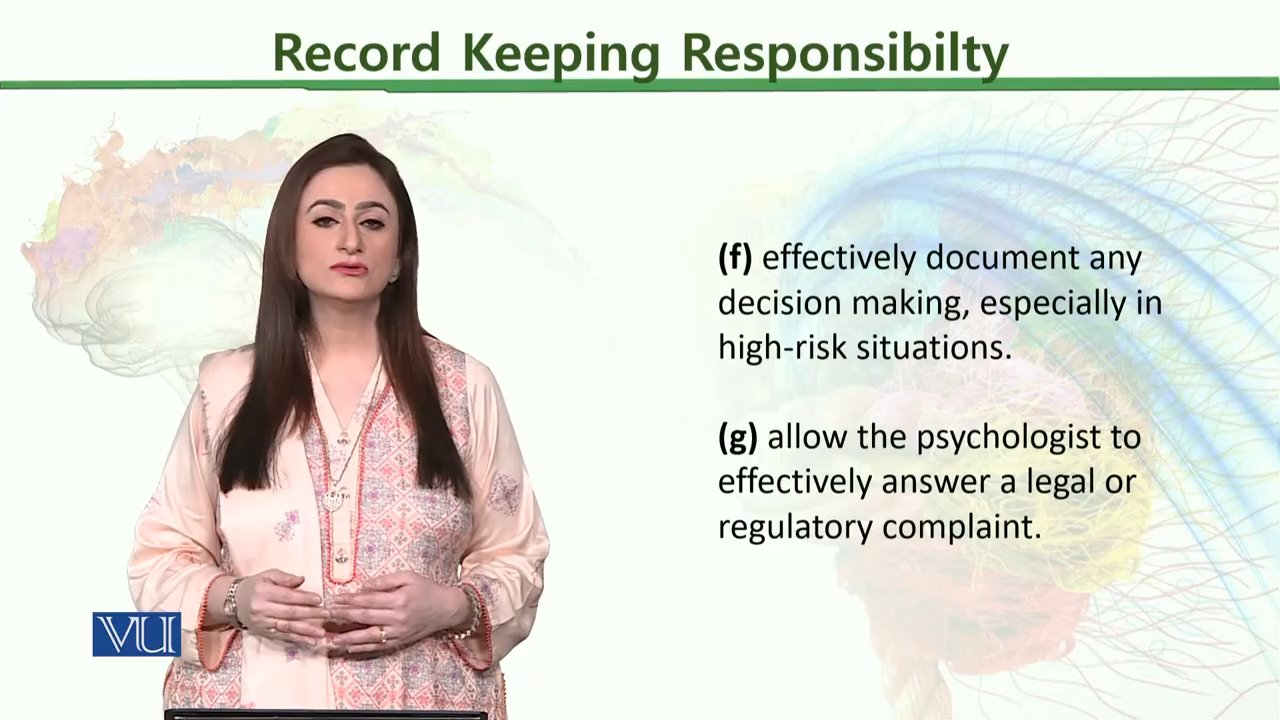 Record Keeping Responsibilty
(f) effectively document any
decision making, especially in
high-risk situations.
(g) allow the psychologist to
effectively answer a legal or
regulatory complaint.
VU